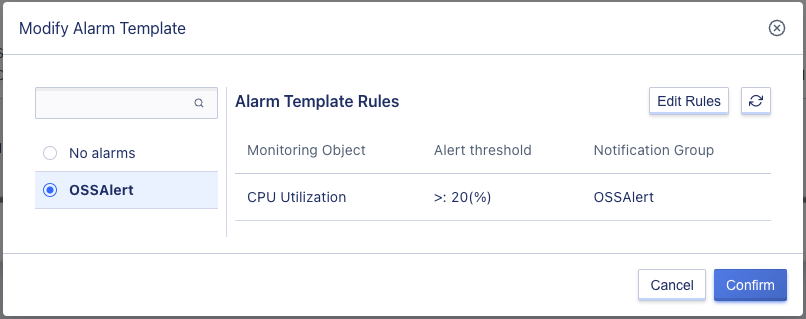 Modify Alarm Template
Alarm Template Rules
Edit Rules
No alarms
OSSAlert
Monitoring Object Alert threshold Notification Group
CPU Utilization >: 20(%) OSSAlert
Cancel Confirm